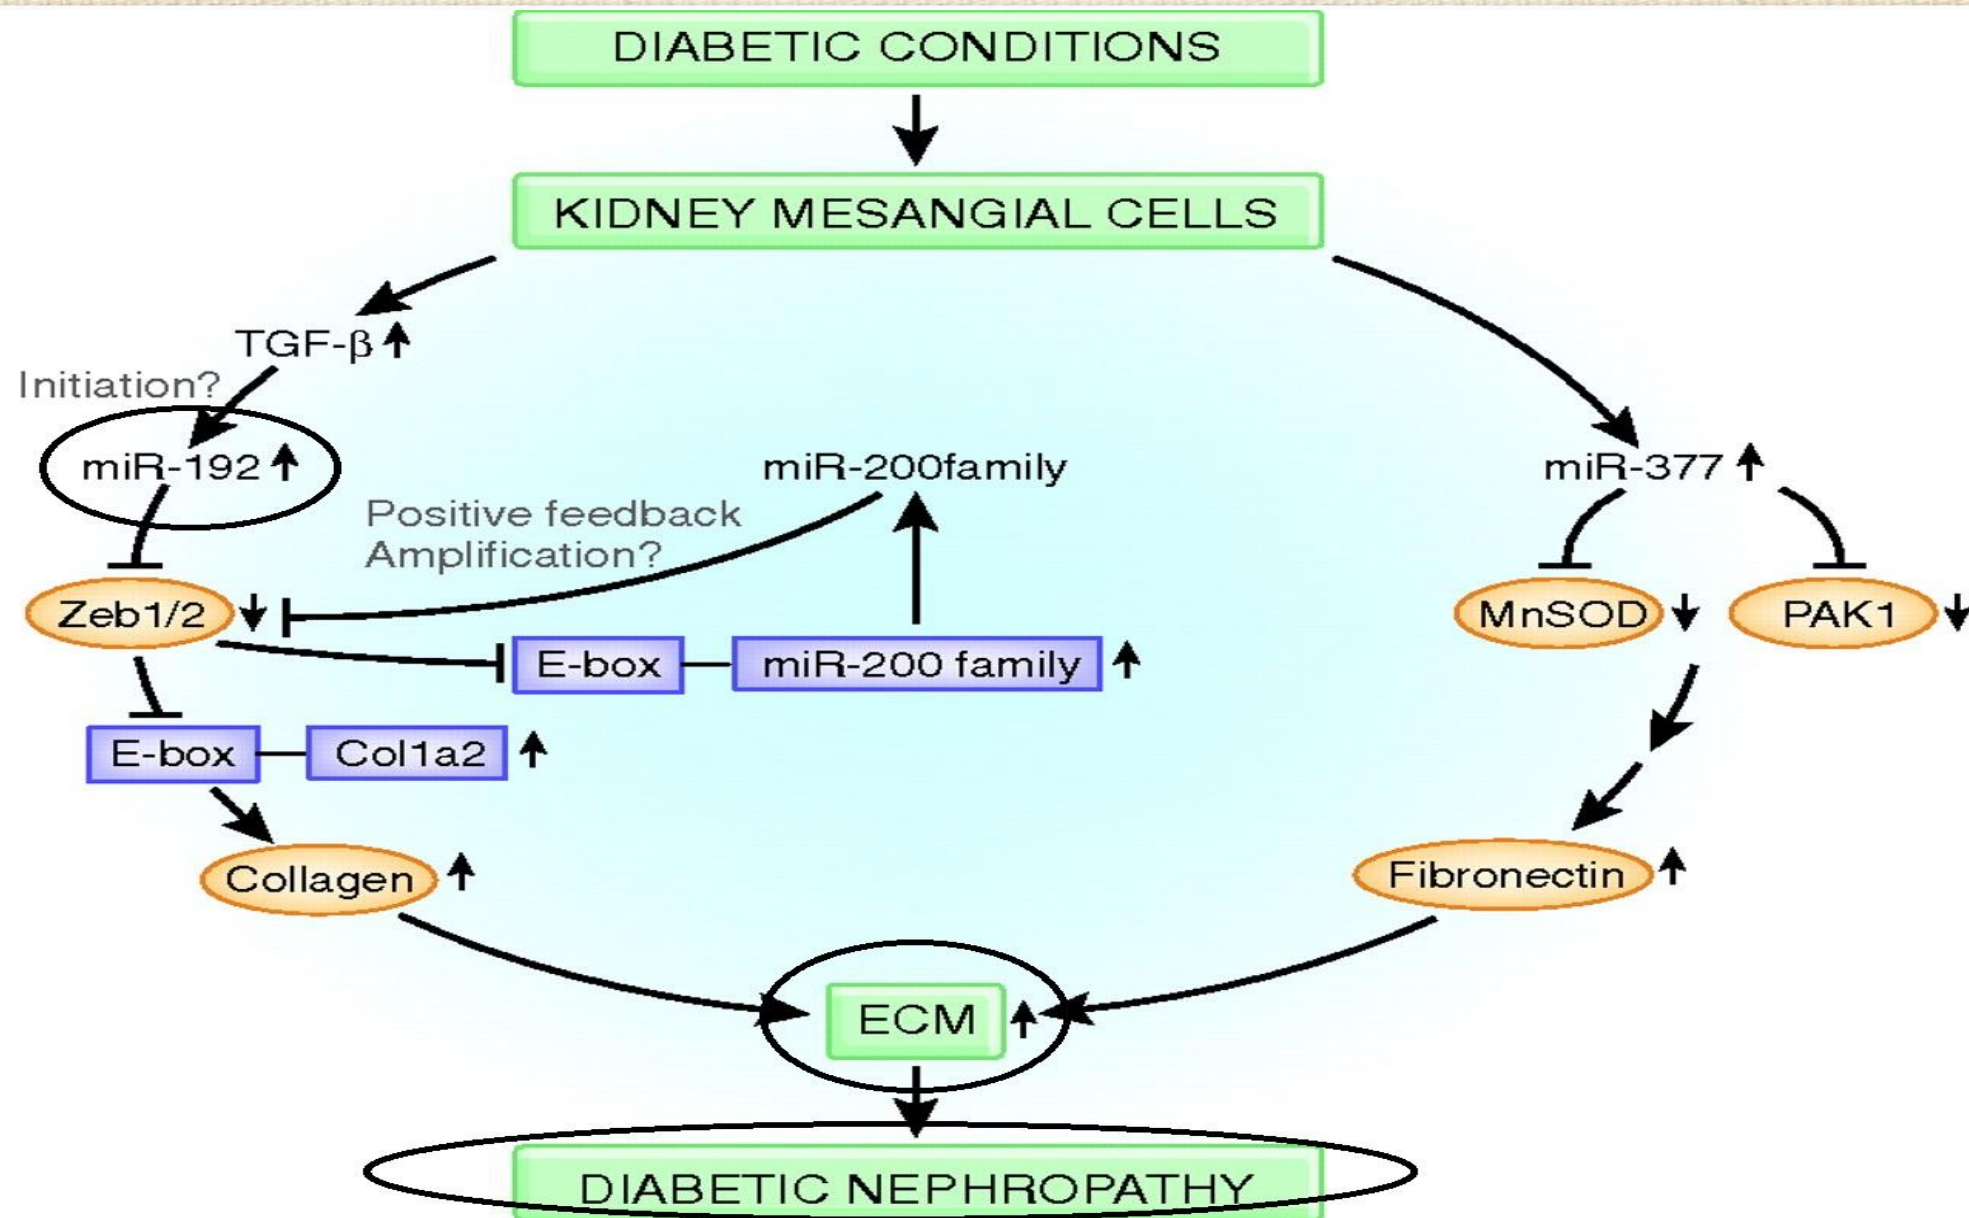 DIABETIC CONDITIONS
KIDNEY MESANGIAL CELLS
TGF-β
Initiation?
miR-192
miR-200family
miR-377
Positive feedback
Amplification?
Zeb1/2
MnSOD
PAK1
E-box
miR-200 family
E-box
Col1a2
Collagen
Fibronectin
ECM
DIABETIC NEPHROPATHY